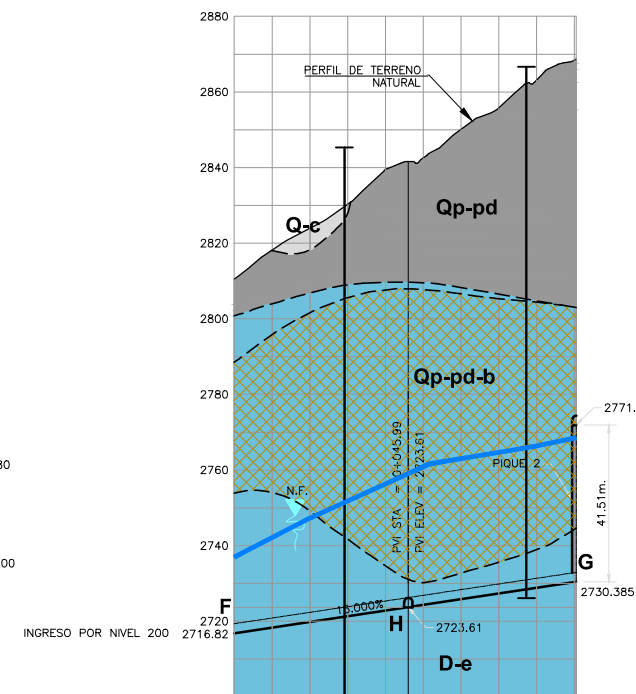 2880
PERFIL DE TERRENO
NATURAL
2860
2840
Qp-pd
Q-c
2820
2800
2780
Qp-pd-b
2771.
PVI STA = 0+045.99
PVI ELEV = 2723.61
30
2760
PIQUE 2
N.F.
41.51m.
2740
00
G
2730.385
F
15.000%
2720
H
2723.61
INGRESO POR NIVEL 200 2716.82
D-e